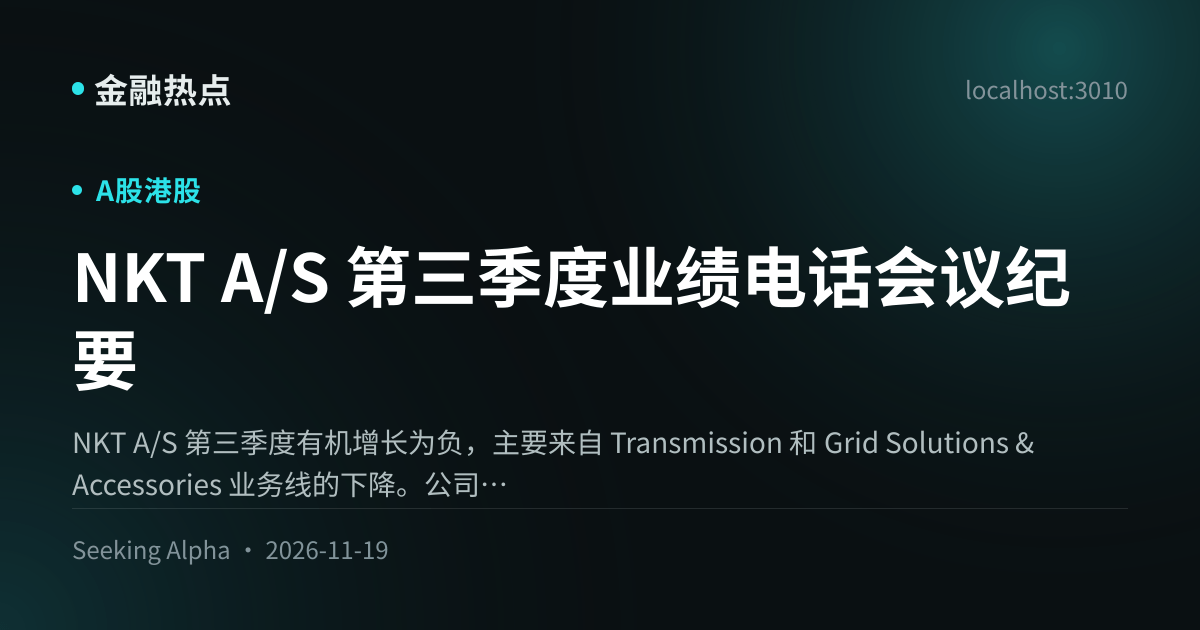 金融热点
localhost:3010
A股港股
NKT A/S 第三季度业绩电话会议纪
要
NKT A/S 第三季度有机增长为负，主要来自 Transmission 和 Grid Solutions &
Accessories 业务线的下降。公司…
Seeking Alpha · 2026-11-19